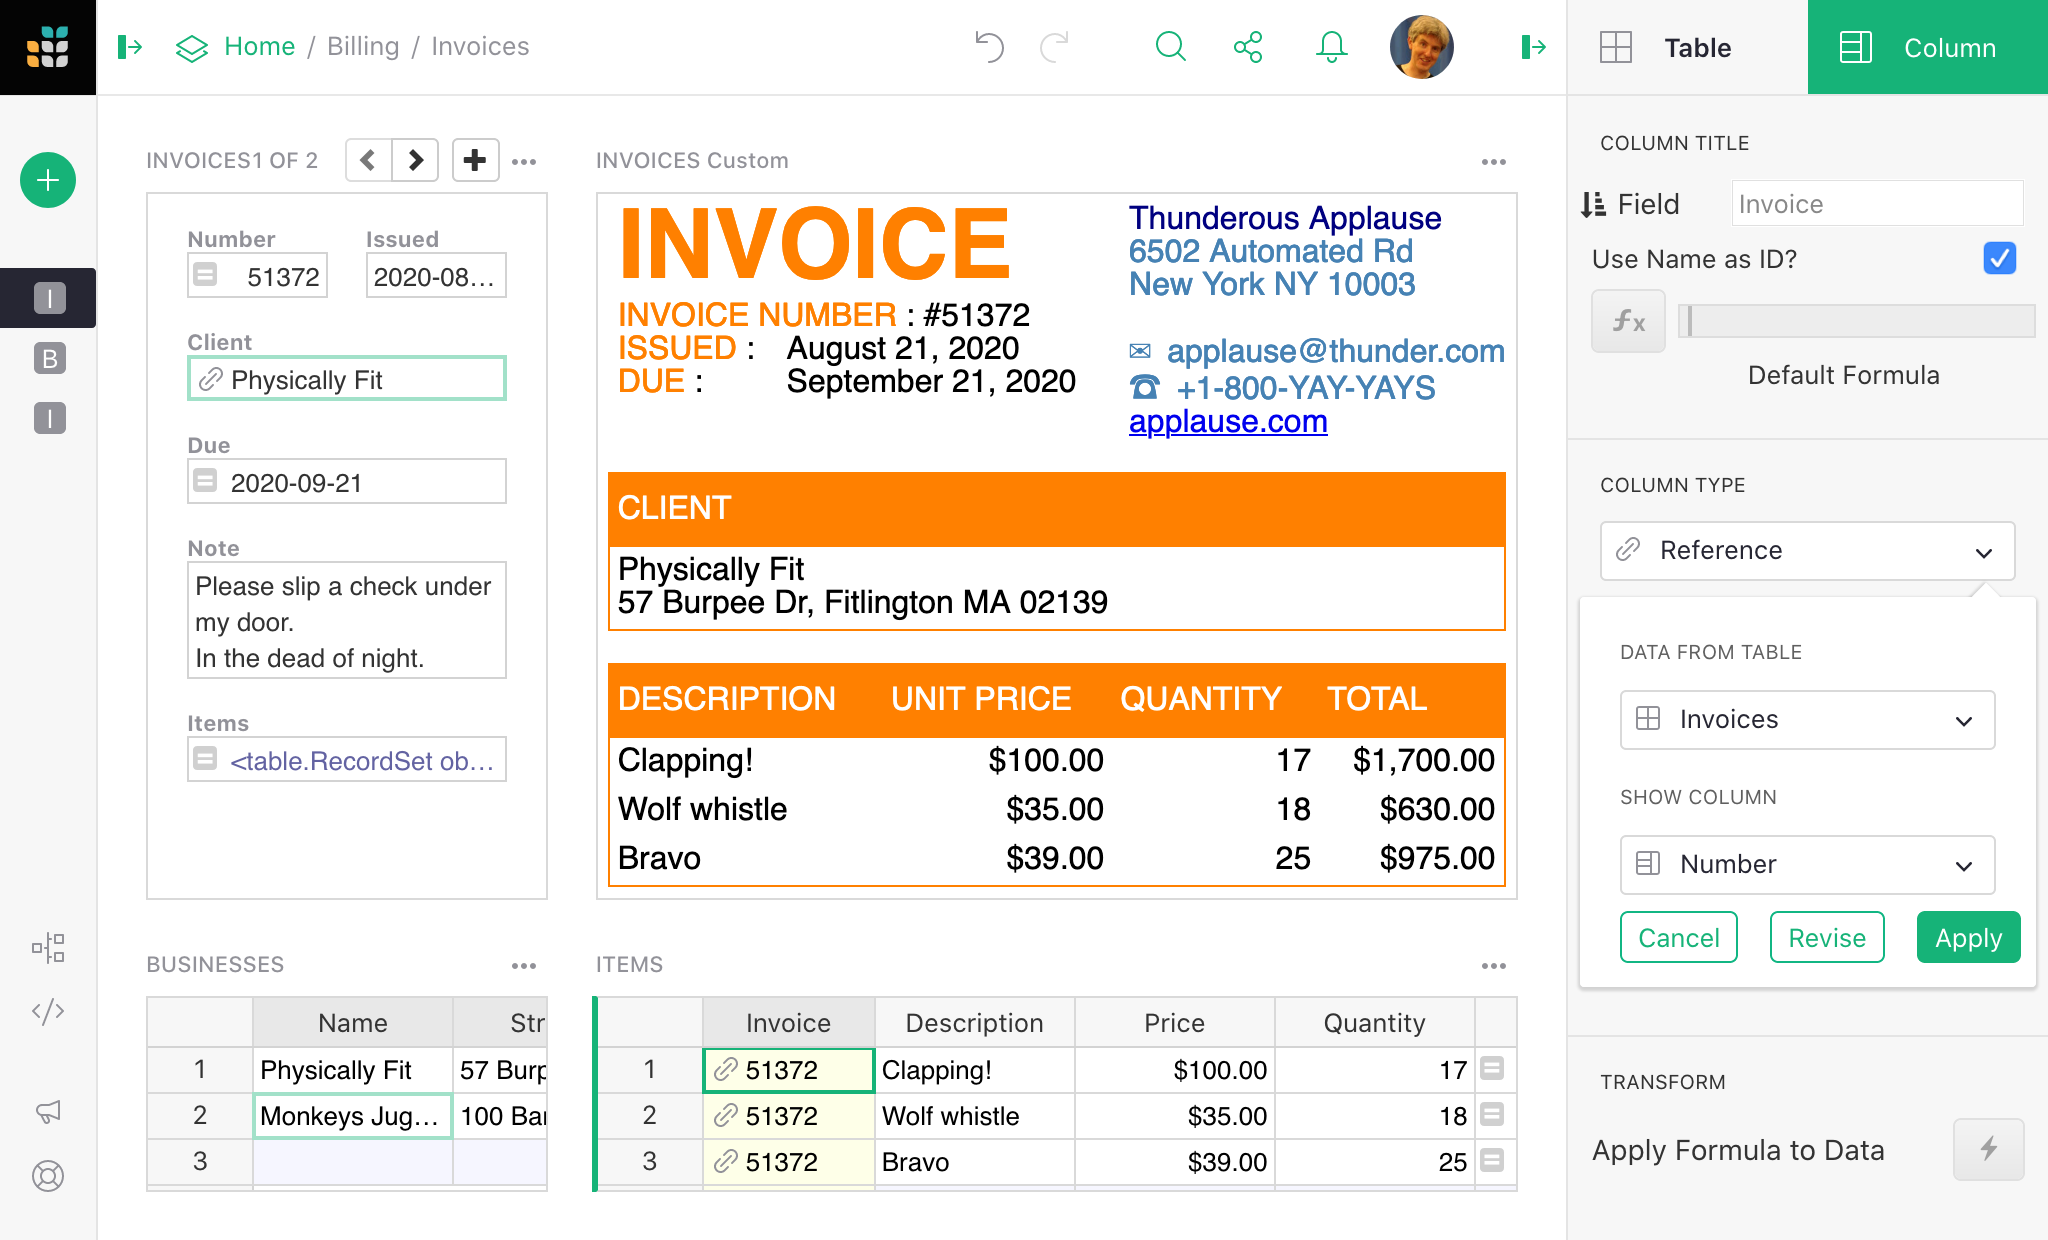 Home / Billing / Invoices
Table
Column
I
B
I
INVOICES1 OF 2
Number
Issued
51372
2020-08...
Client
Physically Fit
Due
2020-09-21
Note
Please slip a check under
my door.
In the dead of night.
Items
<table.RecordSet ob...
INVOICES Custom
INVOICE
INVOICE NUMBER : #51372
ISSUED : August 21, 2020
DUE : September 21, 2020
Thunderous Applause
6502 Automated Rd
New York NY 10003
✉ applause@thunder.com
☎ +1-800-YAY-YAYS
applause.com
CLIENT
Physically Fit
57 Burpee Dr, Fitlington MA 02139
DESCRIPTION UNIT PRICE QUANTITY TOTAL
Clapping! $100.00 17 $1,700.00
Wolf whistle $35.00 18 $630.00
Bravo $39.00 25 $975.00
BUSINESSES
Name Str
1 Physically Fit 57 Burp
2 Monkeys Jug... 100 Bar
3
ITEMS
Invoice Description Price Quantity
1 51372 Clapping! $100.00 17
2 51372 Wolf whistle $35.00 18
3 51372 Bravo $39.00 25
COLUMN TITLE
Field Invoice
Use Name as ID?
fx
Default Formula
COLUMN TYPE
Reference
DATA FROM TABLE
Invoices
SHOW COLUMN
Number
Cancel Revise Apply
TRANSFORM
Apply Formula to Data